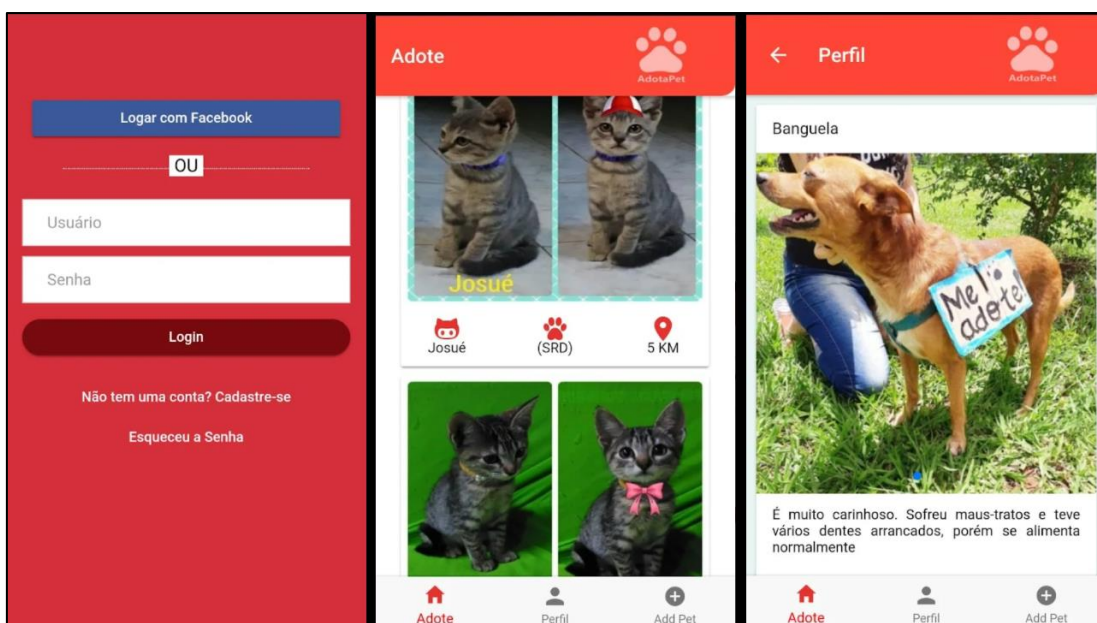 Logar com Facebook
OU
Usuário
Senha
Login
Não tem uma conta? Cadastre-se
Esqueceu a Senha
Adote
AdotaPet
Josué
Josué
(SRD)
5 KM
Adote
Perfil
Add Pet
Perfil
AdotaPet
Banguela
Me
adote!
É muito carinhoso. Sofreu maus-tratos e teve
vários dentes arrancados, porém se alimenta
normalmente
Adote
Perfil
Add Pet